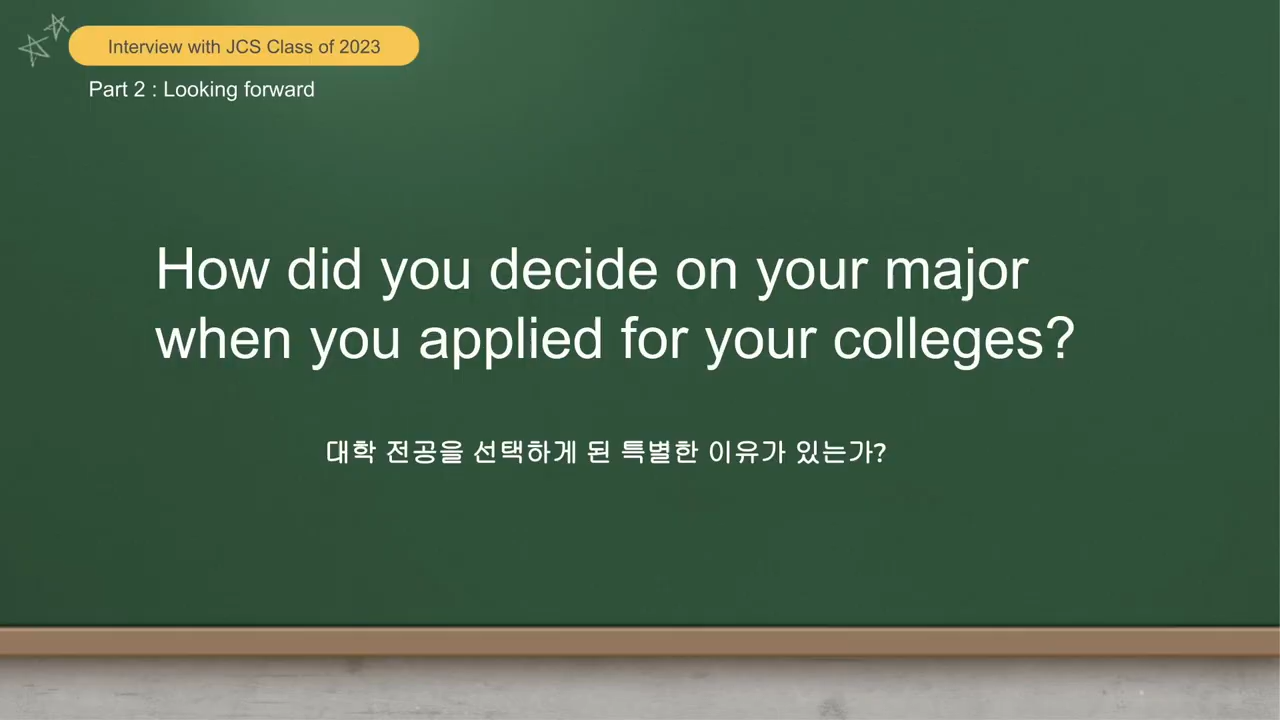 Interview with JCS Class of 2023
Part 2 : Looking forward
How did you decide on your major
when you applied for your colleges?
대학 전공을 선택하게 된 특별한 이유가 있는가?